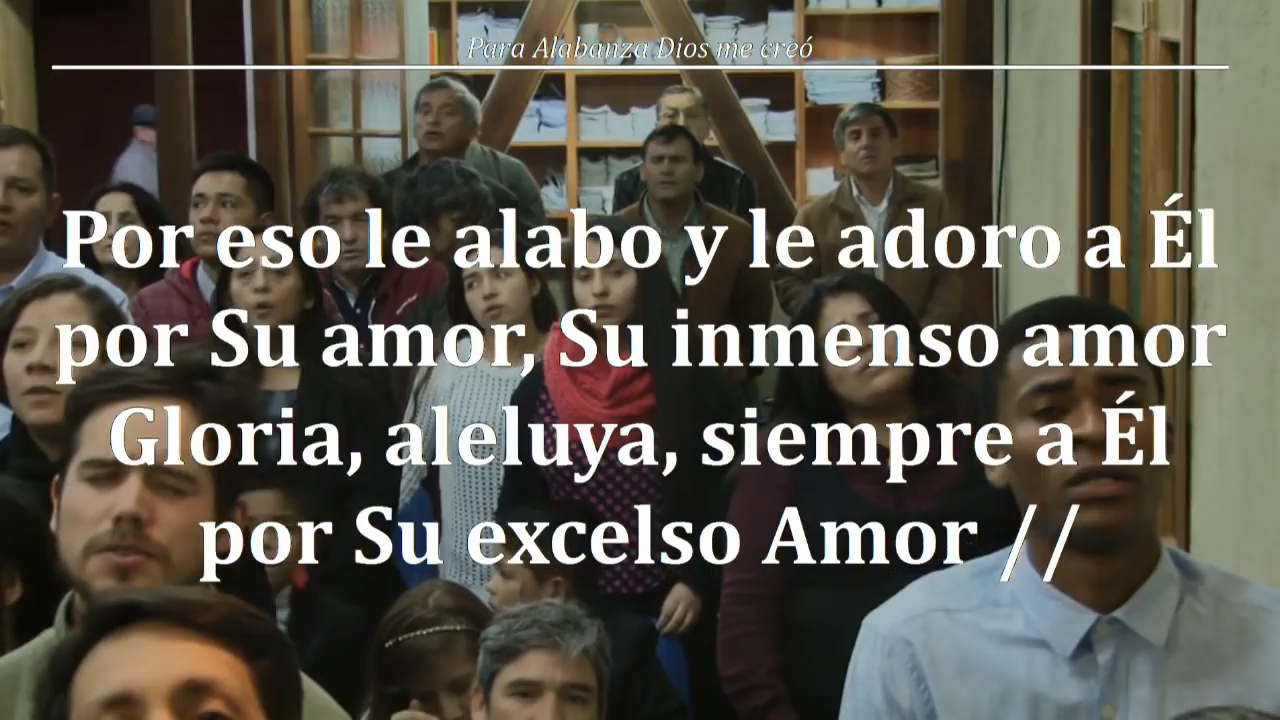 Para Alabanza Dios me creó
Por eso le alabo y le adoro a Él
por Su amor, Su inmenso amor
Gloria, aleluya, siempre a Él
por Su excelso Amor //